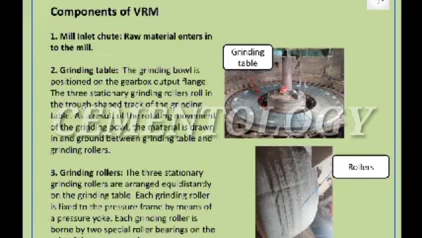 Components of VRM
1. Mill Inlet chute: Raw material enters in
to the mill.
2. Grinding table: The grinding bowl is
positioned on the gearbox output flange.
The three stationary grinding rollers roll in
the trough-shaped track of the grinding
table. As a result of the rotating movement
of the grinding bowl, the material is drawn
in and ground between grinding table and
grinding rollers.
3. Grinding rollers: The three stationary
grinding rollers are arranged equidistantly
on the grinding table. Each grinding roller
is fixed to the pressure frame by means of
a pressure yoke. Each grinding roller is
borne by two special roller bearings on the
Grinding
table
Rollers
CEMENTOLOGY